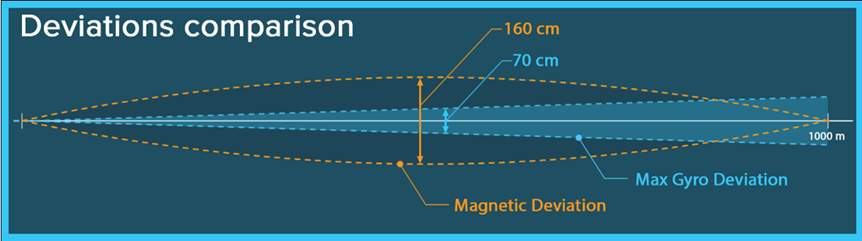 Deviations comparison
160 cm
70 cm
1000 m
Max Gyro Deviation
Magnetic Deviation